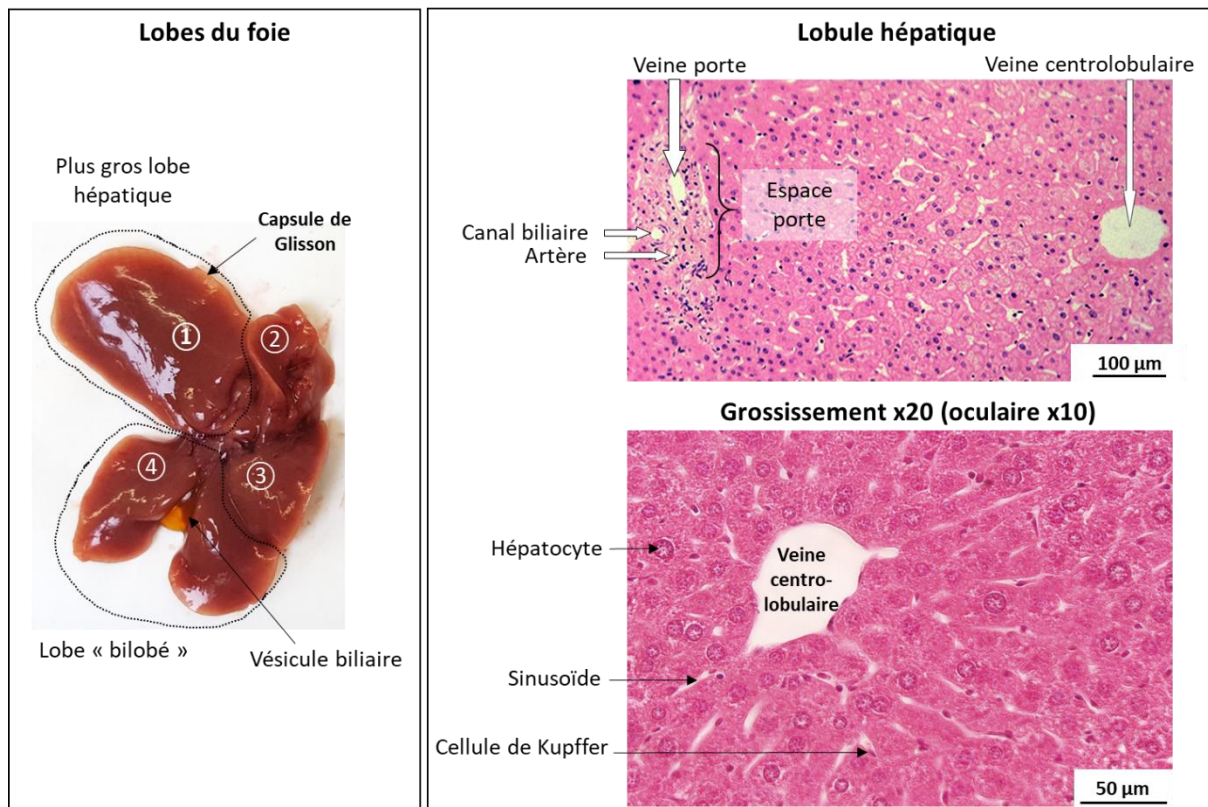 Lobes du foie
Plus gros lobe
hépatique
Capsule de
Glisson
①
②
④
③
Lobe « bilobé »
Vésicule biliaire
Lobule hépatique
Veine porte
Veine centrolobulaire
Espace
porte
Canal biliaire
Artère
100 µm
Grossissement x20 (oculaire x10)
Hépatocyte
Veine
centro-
lobulaire
Sinusoïde
Cellule de Kupffer
50 µm